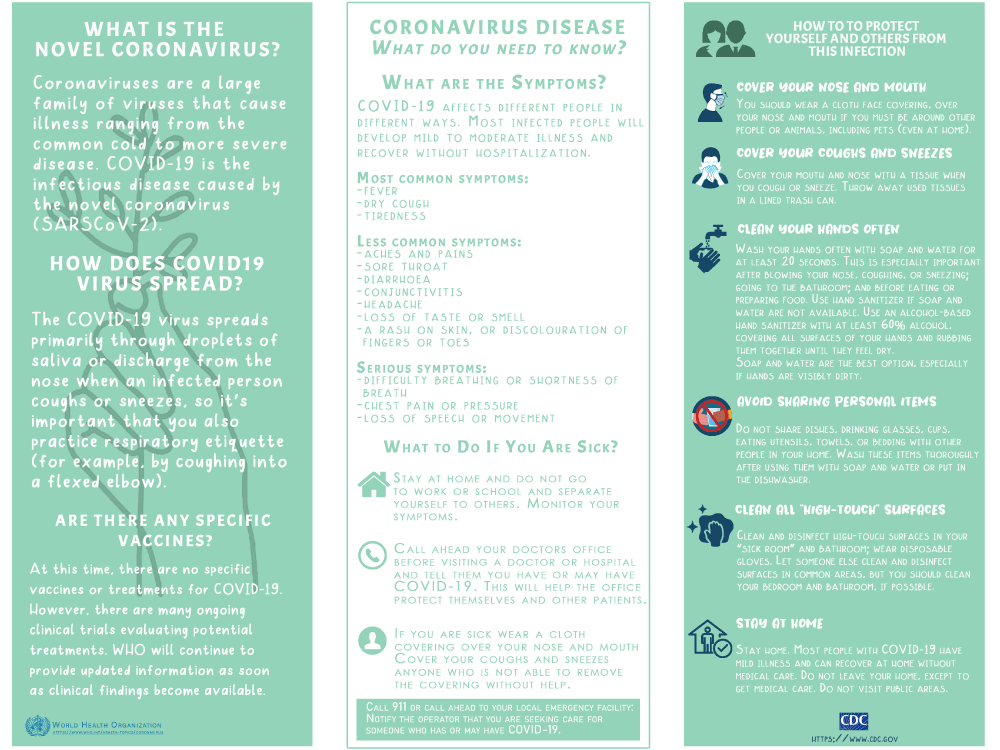 WHAT IS THE
NOVEL CORONAVIRUS?
Coronaviruses are a large
family of viruses that cause
illness ranging from the
common cold to more severe
disease. COVID-19 is the
infectious disease caused by
the novel coronavirus
(SARSCoV-2).
HOW DOES COVID19
VIRUS SPREAD?
The COVID-19 virus spreads
primarily through droplets of
saliva or discharge from the
nose when an infected person
coughs or sneezes, so it's
important that you also
practice respiratory etiquette
(for example, by coughing into
a flexed elbow).
ARE THERE ANY SPECIFIC
VACCINES?
At this time, there are no specific
vaccines or treatments for COVID-19.
However, there are many ongoing
clinical trials evaluating potential
treatments. WHO will continue to
provide updated information as soon
as clinical findings become available.
WORLD HEALTH ORGANIZATION
CORONAVIRUS DISEASE
WHAT DO YOU NEED TO KNOW?
WHAT ARE THE SYMPTOMS?
COVID-19 AFFECTS DIFFERENT PEOPLE IN
DIFFERENT WAYS. MOST INFECTED PEOPLE WILL
DEVELOP MILD TO MODERATE ILLNESS AND
RECOVER WITHOUT HOSPITALIZATION.
MOST COMMON SYMPTOMS:
-FEVER
-DRY COUGH
-TIREDNESS
LESS COMMON SYMPTOMS:
-ACHES AND PAINS
-SORE THROAT
-DIARRHOEA
-CONJUNCTIVITIS
-HEADACHE
-LOSS OF TASTE OR SMELL
-A RASH ON SKIN, OR DISCOLOURATION OF
FINGERS OR TOES
SERIOUS SYMPTOMS:
-DIFFICULTY BREATHING OR SHORTNESS OF
BREATH
-CHEST PAIN OR PRESSURE
-LOSS OF SPEECH OR MOVEMENT
WHAT TO DO IF YOU ARE SICK?
STAY AT HOME AND DO NOT GO
TO WORK OR SCHOOL AND SEPARATE
YOURSELF TO OTHERS. MONITOR YOUR
SYMPTOMS.
CALL AHEAD YOUR DOCTORS OFFICE
BEFORE VISITING A DOCTOR OR HOSPITAL
AND TELL THEM YOU HAVE OR MAY HAVE
COVID-19. THIS WILL HELP THE OFFICE
PROTECT THEMSELVES AND OTHER PATIENTS.
IF YOU ARE SICK WEAR A CLOTH
COVERING OVER YOUR NOSE AND MOUTH
COVER YOUR COUGHS AND SNEEZES
ANYONE WHO IS NOT ABLE TO REMOVE
THE COVERING WITHOUT HELP.
CALL 911 OR CALL AHEAD TO YOUR LOCAL EMERGENCY FACILITY:
NOTIFY THE OPERATOR THAT YOU ARE SEEKING CARE FOR
SOMEONE WHO HAS OR MAY HAVE COVID-19.
HOW TO TO PROTECT
YOURSELF AND OTHERS FROM
THIS INFECTION
COVER YOUR NOSE AND MOUTH
YOU SHOULD WEAR A CLOTH FACE COVERING, OVER
YOUR NOSE AND MOUTH IF YOU MUST BE AROUND OTHER
PEOPLE OR ANIMALS, INCLUDING PETS (EVEN AT HOME).
COVER YOUR COUGHS AND SNEEZES
COVER YOUR MOUTH AND NOSE WITH A TISSUE WHEN
YOU COUGH OR SNEEZE. THROW AWAY USED TISSUES
IN A LINED TRASH CAN.
CLEAN YOUR HANDS OFTEN
WASH YOUR HANDS OFTEN WITH SOAP AND WATER FOR
AT LEAST 20 SECONDS. THIS IS ESPECIALLY IMPORTANT
AFTER BLOWING YOUR NOSE, COUGHING, OR SNEEZING;
GOING TO THE BATHROOM; AND BEFORE EATING OR
PREPARING FOOD. USE HAND SANITIZER IF SOAP AND
WATER ARE NOT AVAILABLE. USE AN ALCOHOL-BASED
HAND SANITIZER WITH AT LEAST 60% ALCOHOL,
COVERING ALL SURFACES OF YOUR HANDS AND RUBBING
THEM TOGETHER UNTIL THEY FEEL DRY.
SOAP AND WATER ARE THE BEST OPTION, ESPECIALLY
IF HANDS ARE VISIBLY DIRTY.
AVOID SHARING PERSONAL ITEMS
DO NOT SHARE DISHES, DRINKING GLASSES, CUPS,
EATING UTENSILS, TOWELS, OR BEDDING WITH OTHER
PEOPLE IN YOUR HOME. WASH THESE ITEMS THOROUGHLY
AFTER USING THEM WITH SOAP AND WATER OR PUT IN
THE DISHWASHER.
CLEAN ALL "HIGH-TOUCH" SURFACES
CLEAN AND DISINFECT HIGH-TOUCH SURFACES IN YOUR
"SICK ROOM" AND BATHROOM; WEAR DISPOSABLE
GLOVES. LET SOMEONE ELSE CLEAN AND DISINFECT
SURFACES IN COMMON AREAS, BUT YOU SHOULD CLEAN
YOUR BEDROOM AND BATHROOM, IF POSSIBLE.
STAY AT HOME
STAY HOME. MOST PEOPLE WITH COVID-19 HAVE
MILD ILLNESS AND CAN RECOVER AT HOME WITHOUT
MEDICAL CARE. DO NOT LEAVE YOUR HOME, EXCEPT TO
GET MEDICAL CARE. DO NOT VISIT PUBLIC AREAS.
CDC
HTTPS://WWW.CDC.GOV